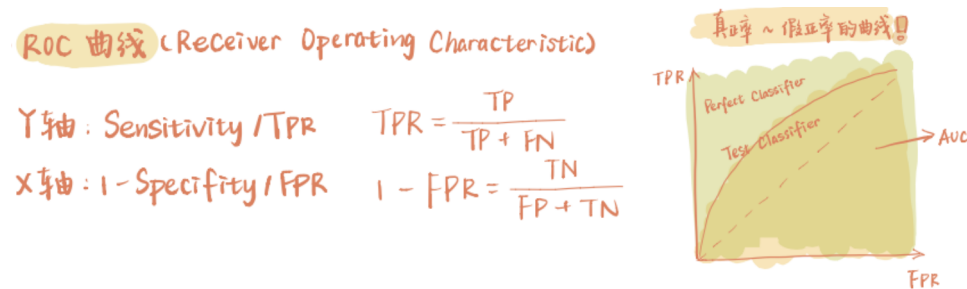 ROC 曲线 (Receiver Operating Characteristic)
Y轴: Sensitivity/TPR
TPR = TP / TP + FN
X轴: 1-Specifity/FPR
1 - FPR = TN / FP + TN
真正率 ~ 假正率的曲线!
TPR
Perfect Classifier
Test Classifier
AUC
FPR